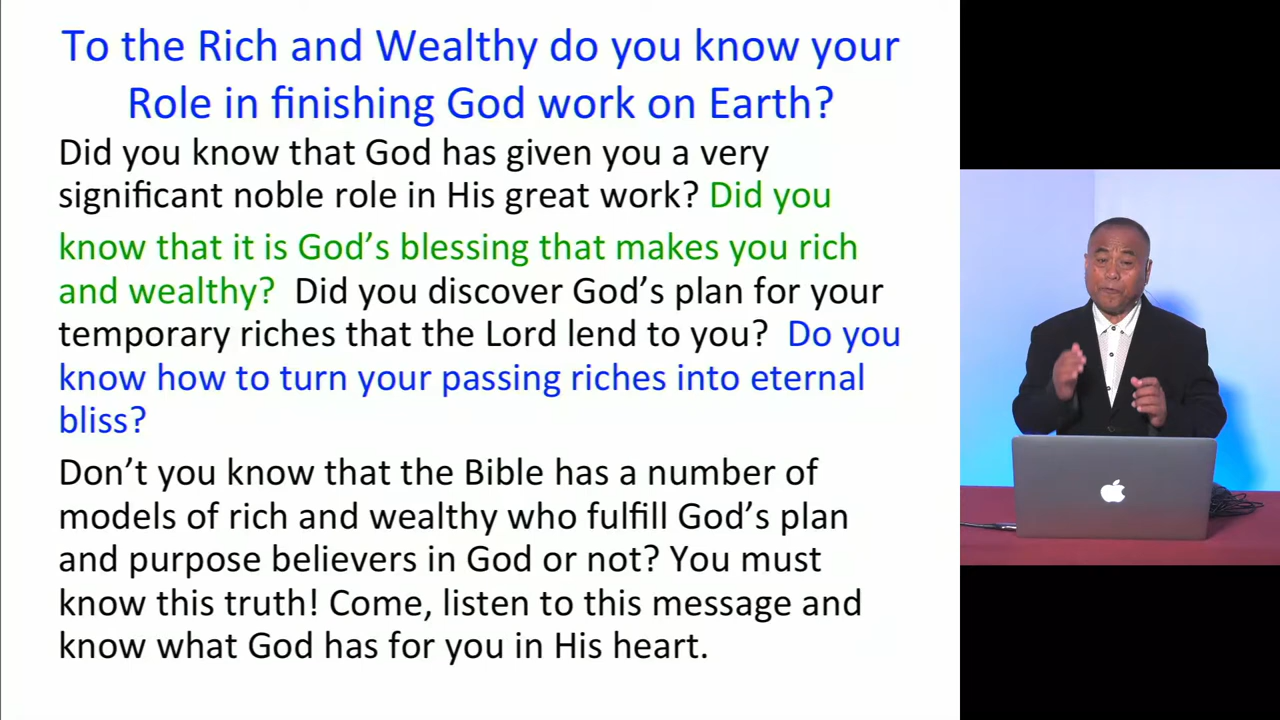 To the Rich and Wealthy do you know your
Role in finishing God work on Earth?
Did you know that God has given you a very
significant noble role in His great work? Did you
know that it is God’s blessing that makes you rich
and wealthy? Did you discover God’s plan for your
temporary riches that the Lord lend to you? Do you
know how to turn your passing riches into eternal
bliss?
Don’t you know that the Bible has a number of
models of rich and wealthy who fulfill God’s plan
and purpose believers in God or not? You must
know this truth! Come, listen to this message and
know what God has for you in His heart.